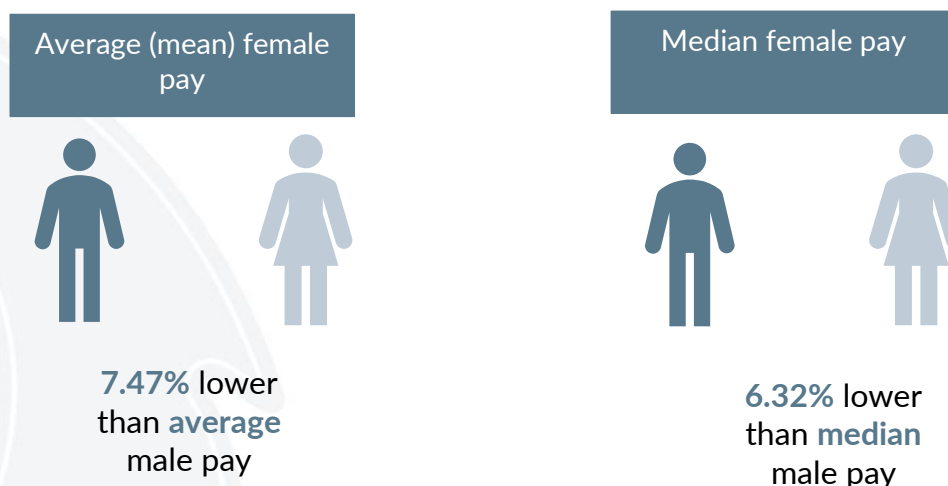 Average (mean) female
pay
7.47% lower
than average
male pay
Median female pay
6.32% lower
than median
male pay